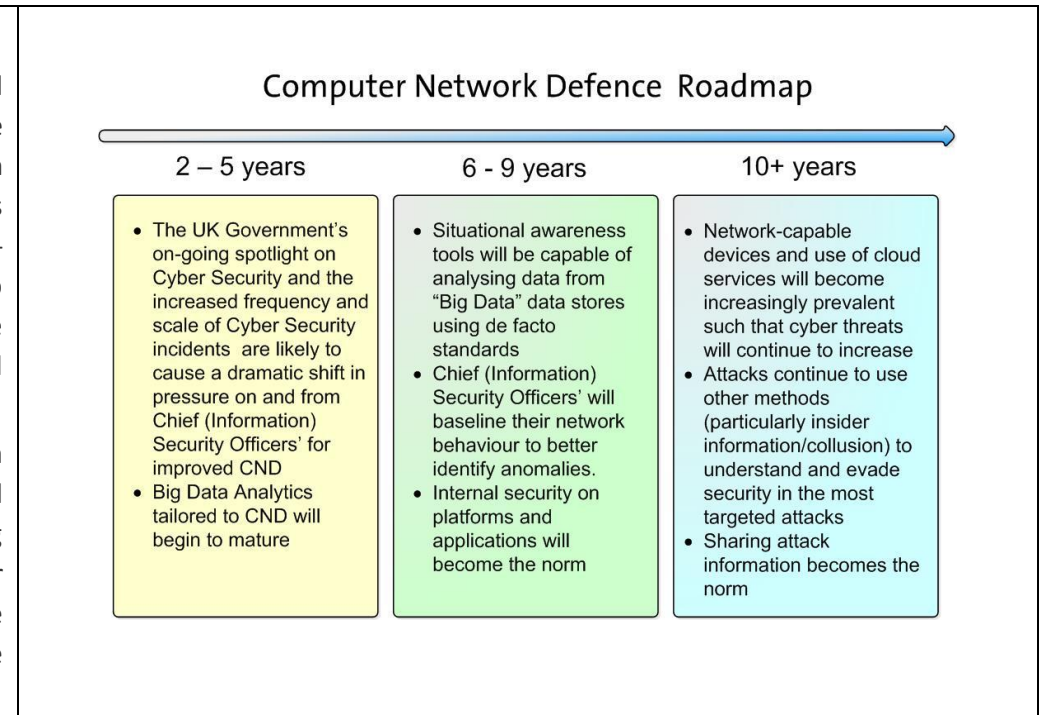 Computer Network Defence Roadmap
2 – 5 years
• The UK Government’s
on-going spotlight on
Cyber Security and the
increased frequency and
scale of Cyber Security
incidents are likely to
cause a dramatic shift in
pressure on and from
Chief (Information)
Security Officers’ for
improved CND
• Big Data Analytics
tailored to CND will
begin to mature
6 - 9 years
• Situational awareness
tools will be capable of
analysing data from
“Big Data” data stores
using de facto
standards
• Chief (Information)
Security Officers’ will
baseline their network
behaviour to better
identify anomalies.
• Internal security on
platforms and
applications will
become the norm
10+ years
• Network-capable
devices and use of cloud
services will become
increasingly prevalent
such that cyber threats
will continue to increase
• Attacks continue to use
other methods
(particularly insider
information/collusion) to
understand and evade
security in the most
targeted attacks
• Sharing attack
information becomes the
norm